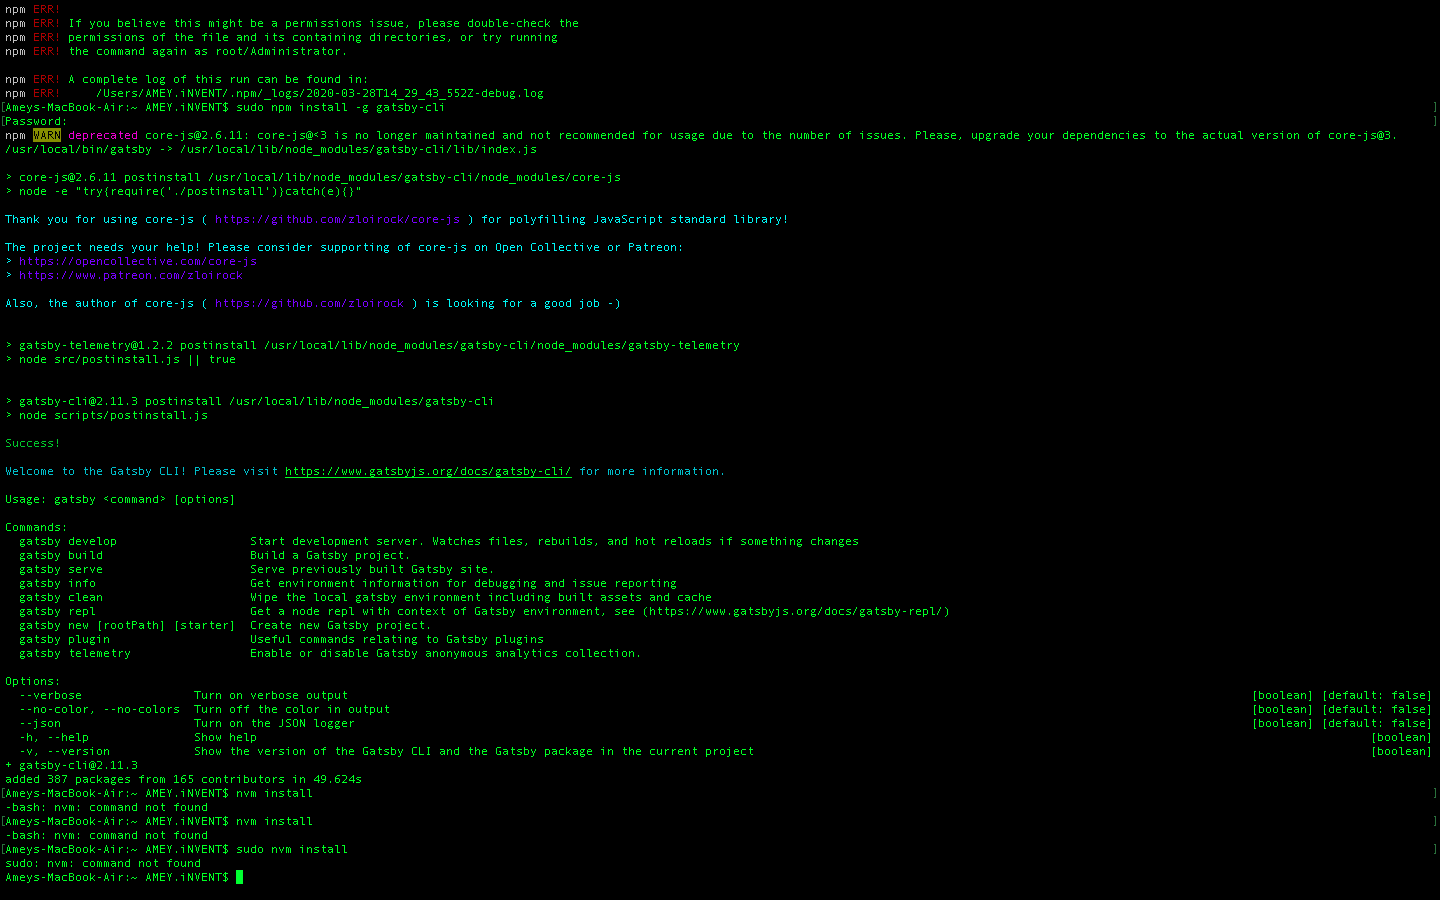 npm ERR!
npm ERR! If you believe this might be a permissions issue, please double-check the
npm ERR! permissions of the file and its containing directories, or try running
npm ERR! the command again as root/Administrator.
npm ERR! A complete log of this run can be found in:
npm ERR!     /Users/AMEY.iNVENT/.npm/_logs/2020-03-28T14_29_43_552Z-debug.log
[Ameys-MacBook-Air:~ AMEY.iNVENT$ sudo npm install -g gatsby-cli ]
[Password: ]
npm WARN deprecated core-js@2.6.11: core-js@<3 is no longer maintained and not recommended for usage due to the number of issues. Please, upgrade your dependencies to the actual version of core-js@3.
/usr/local/bin/gatsby -> /usr/local/lib/node_modules/gatsby-cli/lib/index.js
> core-js@2.6.11 postinstall /usr/local/lib/node_modules/gatsby-cli/node_modules/core-js
> node -e "try{require('./postinstall')}catch(e){}"
Thank you for using core-js ( https://github.com/zloirock/core-js ) for polyfilling JavaScript standard library!
The project needs your help! Please consider supporting of core-js on Open Collective or Patreon:
> https://opencollective.com/core-js
> https://www.patreon.com/zloirock
Also, the author of core-js ( https://github.com/zloirock ) is looking for a good job -)
> gatsby-telemetry@1.2.2 postinstall /usr/local/lib/node_modules/gatsby-cli/node_modules/gatsby-telemetry
> node src/postinstall.js || true
> gatsby-cli@2.11.3 postinstall /usr/local/lib/node_modules/gatsby-cli
> node scripts/postinstall.js
Success!
Welcome to the Gatsby CLI! Please visit https://www.gatsbyjs.org/docs/gatsby-cli/ for more information.
Usage: gatsby <command> [options]
Commands:
  gatsby develop                   Start development server. Watches files, rebuilds, and hot reloads if something changes
  gatsby build                     Build a Gatsby project.
  gatsby serve                     Serve previously built Gatsby site.
  gatsby info                      Get environment information for debugging and issue reporting
  gatsby clean                     Wipe the local gatsby environment including built assets and cache
  gatsby repl                      Get a node repl with context of Gatsby environment, see (https://www.gatsbyjs.org/docs/gatsby-repl/)
  gatsby new [rootPath] [starter]  Create new Gatsby project.
  gatsby plugin                    Useful commands relating to Gatsby plugins
  gatsby telemetry                 Enable or disable Gatsby anonymous analytics collection.
Options:
  --verbose                Turn on verbose output [boolean] [default: false]
  --no-color, --no-colors  Turn off the color in output [boolean] [default: false]
  --json                   Turn on the JSON logger [boolean] [default: false]
  -h, --help               Show help [boolean]
  -v, --version            Show the version of the Gatsby CLI and the Gatsby package in the current project [boolean]
+ gatsby-cli@2.11.3
added 387 packages from 165 contributors in 49.624s
[Ameys-MacBook-Air:~ AMEY.iNVENT$ nvm install ]
-bash: nvm: command not found
[Ameys-MacBook-Air:~ AMEY.iNVENT$ nvm install ]
-bash: nvm: command not found
[Ameys-MacBook-Air:~ AMEY.iNVENT$ sudo nvm install ]
sudo: nvm: command not found
Ameys-MacBook-Air:~ AMEY.iNVENT$